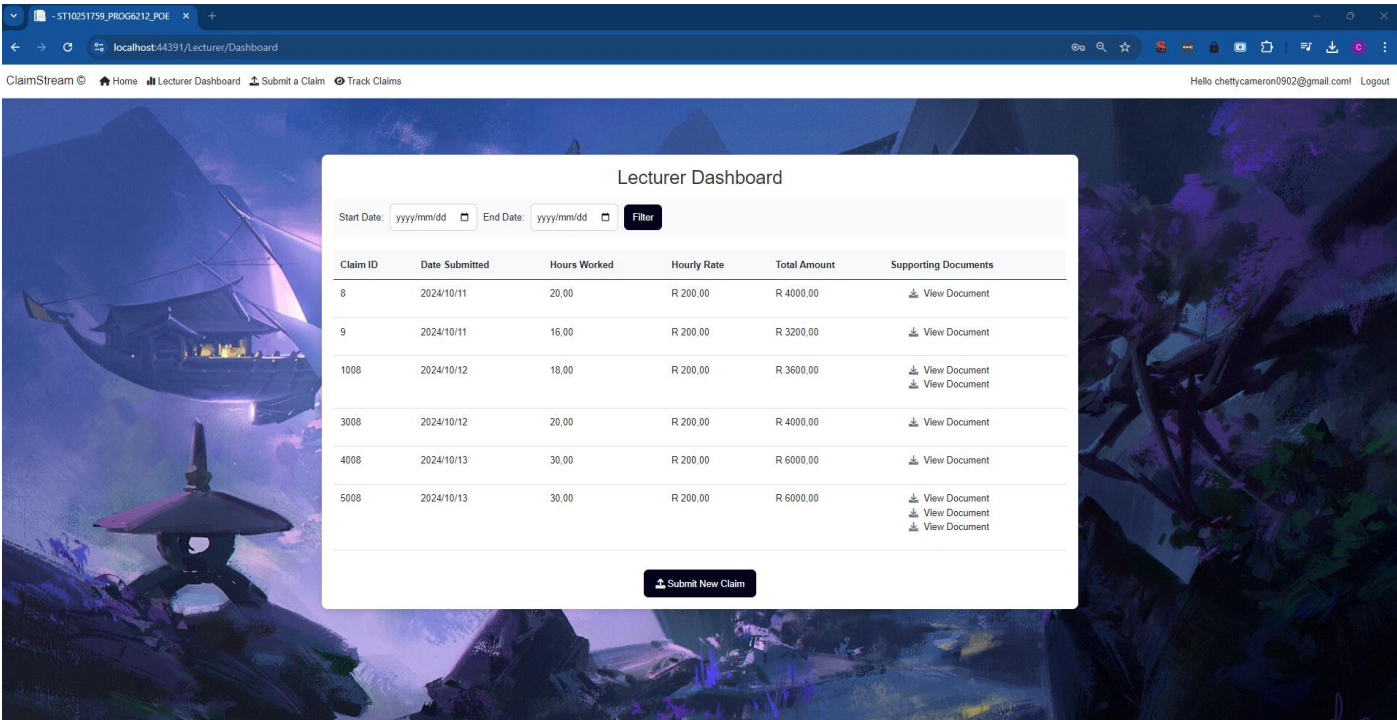 - ST10251759_PROG6212_POE
localhost:44391/Lecturer/Dashboard
ClaimStream © Home Lecturer Dashboard Submit a Claim Track Claims Hello chettycameron0902@gmail.com! Logout
Lecturer Dashboard
Start Date: yyyy/mm/dd End Date: yyyy/mm/dd Filter
Claim ID Date Submitted Hours Worked Hourly Rate Total Amount Supporting Documents
8 2024/10/11 20,00 R 200,00 R 4000,00 View Document
9 2024/10/11 16,00 R 200,00 R 3200,00 View Document
1008 2024/10/12 18,00 R 200,00 R 3600,00 View Document
View Document
3008 2024/10/12 20,00 R 200,00 R 4000,00 View Document
4008 2024/10/13 30,00 R 200,00 R 6000,00 View Document
5008 2024/10/13 30,00 R 200,00 R 6000,00 View Document
View Document
View Document
Submit New Claim